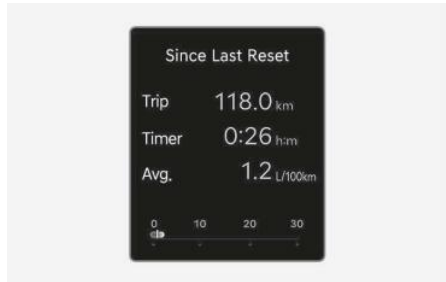 Since Last Reset
Trip 118.0 km
Timer 0:26 h:m
Avg. 1.2 L/100km
0 10 20 30